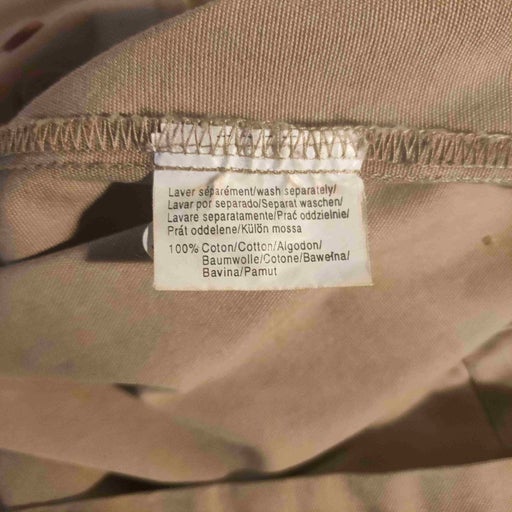 Laver séparément/wash separately/
Lavar por separado/Separat waschen/
Lavare separatamente/Prać oddzielnie/
Prát oddelene/Külön mossa
100% Coton/Cotton/Algodon/
Baumwolle/Cotone/Bawełna/
Bavina/Pamut